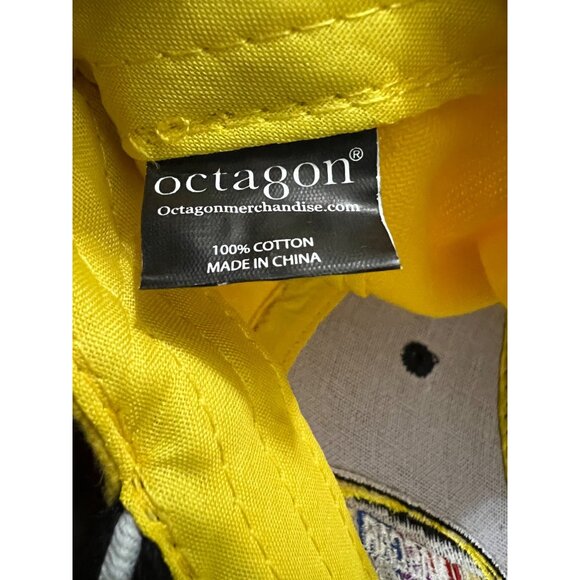 octagon®
Octagonmerchandise.com
100% COTTON
MADE IN CHINA